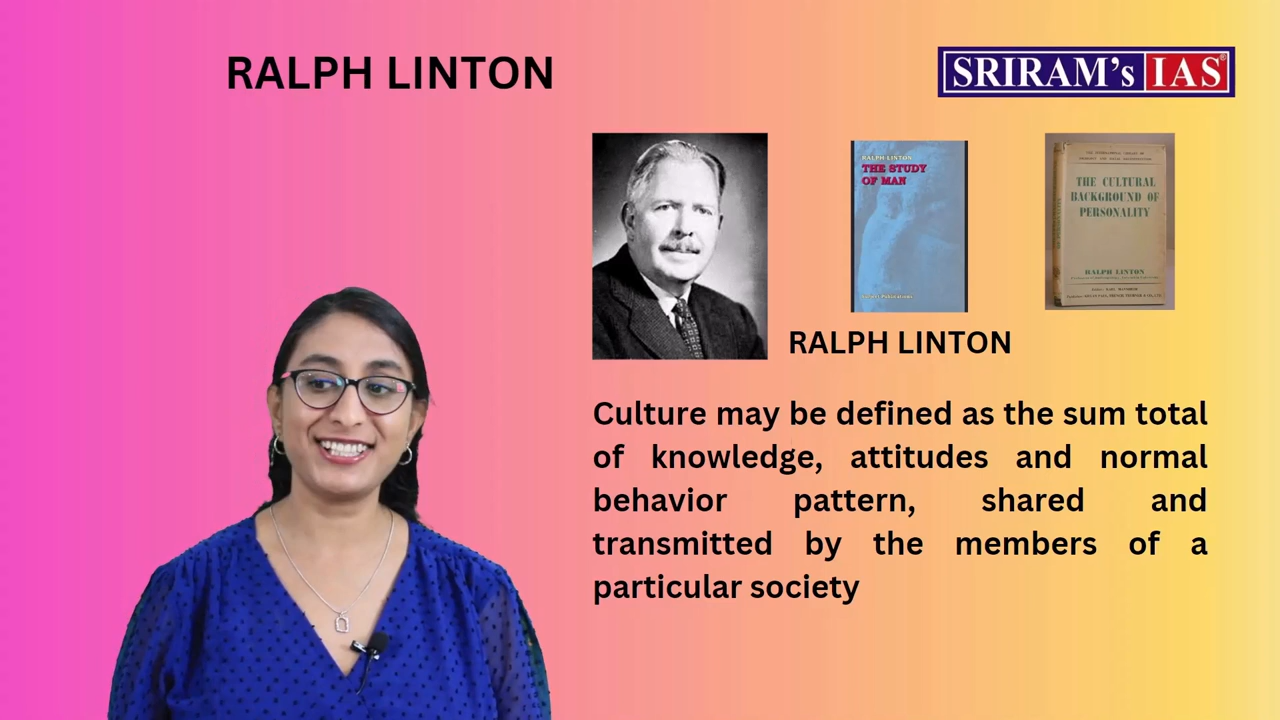 RALPH LINTON
SRIRAM's IAS
RALPH LINTON
THE STUDY
OF MAN
THE CULTURAL
BACKGROUND OF
PERSONALITY
RALPH LINTON
RALPH LINTON
Culture may be defined as the sum total
of knowledge, attitudes and normal
behavior pattern, shared and
transmitted by the members of a
particular society